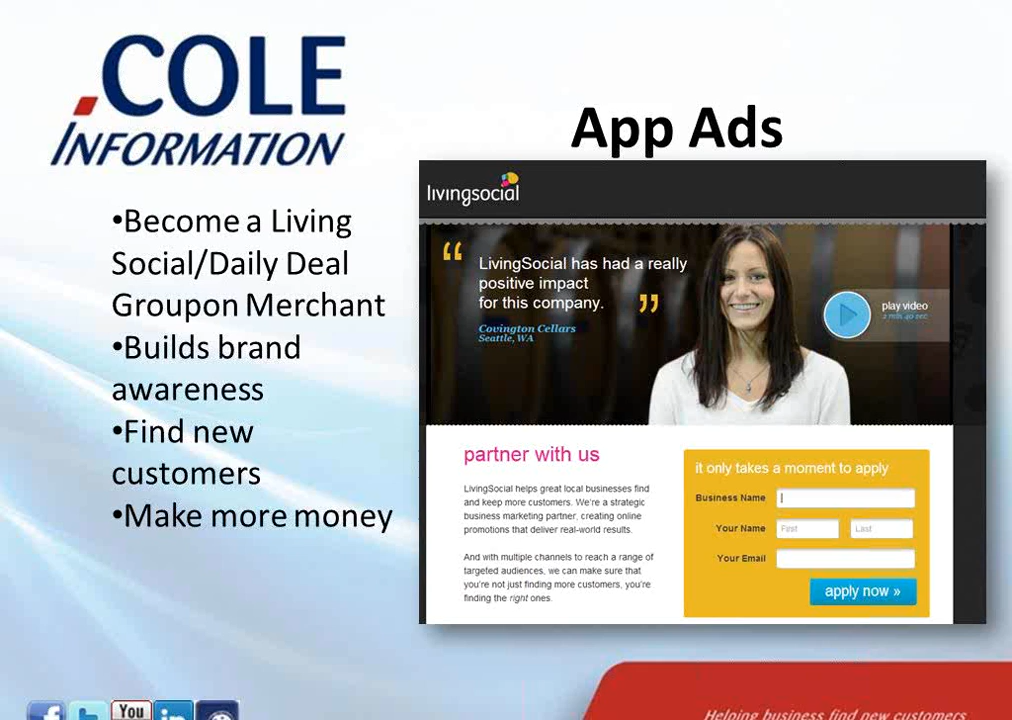 COLE
INFORMATION
App Ads
•Become a Living
Social/Daily Deal
Groupon Merchant
•Builds brand
awareness
•Find new
customers
•Make more money
livingsocial
“ LivingSocial has had a really
positive impact
for this company. ”
Covington Cellars
Seattle, WA
play video
2 min. 40 sec
partner with us
LivingSocial helps great local businesses find
and keep more customers. We're a strategic
business marketing partner, creating online
promotions that deliver real-world results.
And with multiple channels to reach a range of
targeted audiences, we can make sure that
you're not just finding more customers, you're
finding the right ones.
it only takes a moment to apply
Business Name
Your Name First Last
Your Email
apply now »
You
in
Helping business find new customers